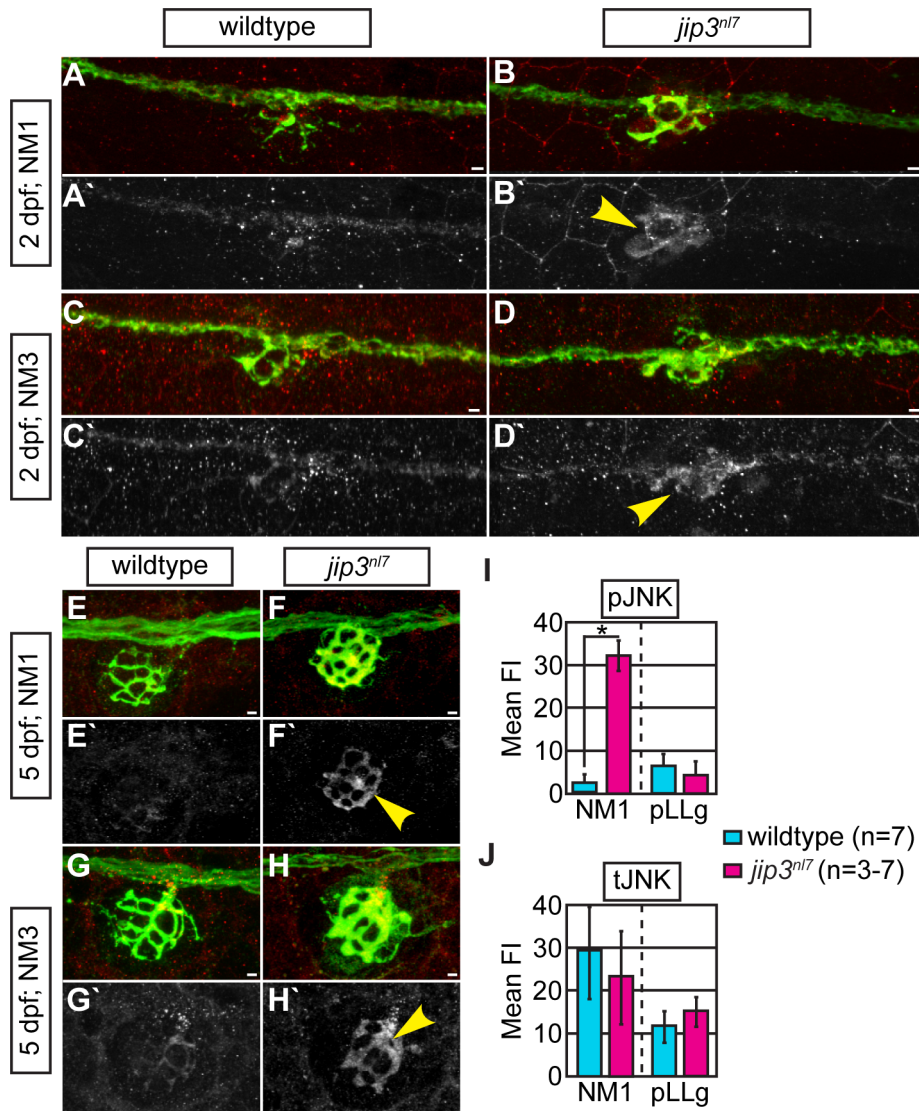 wildtype
jip3nl7
2 dpf; NM1
A
B
A`
B`
2 dpf; NM3
C
D
C`
D`
wildtype
jip3nl7
5 dpf; NM1
E
F
E`
F`
5 dpf; NM3
G
H
G`
H`
I
pJNK
Mean FI
40
30
20
10
0
*
NM1
pLLg
wildtype (n=7)
jip3nl7 (n=3-7)
J
tJNK
Mean FI
40
30
20
10
0
NM1
pLLg